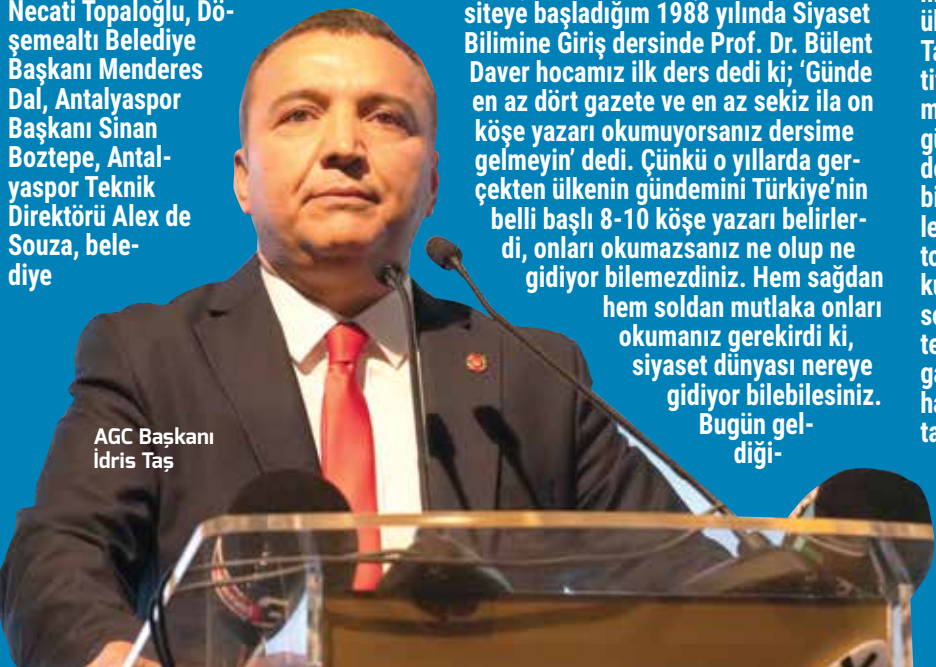 Necati Topaloğlu, Dö-
şemealtı Belediye
Başkanı Menderes
Dal, Antalyaspor
Başkanı Sinan
Boztepe, Antal-
yaspor Teknik
Direktörü Alex de
Souza, bele-
diye
AGC Başkanı
İdris Taş
siteye başladığım 1988 yılında Siyaset
Bilimine Giriş dersinde Prof. Dr. Bülent
Daver hocamız ilk ders dedi ki; ‘Günde
en az dört gazete ve en az sekiz ila on
köşe yazarı okumuyorsanız dersime
gelmeyin’ dedi. Çünkü o yıllarda ger-
çekten ülkenin gündemini Türkiye’nin
belli başlı 8-10 köşe yazarı belirler-
di, onları okumazsanız ne olup ne
gidiyor bilemezdiniz. Hem sağdan
hem soldan mutlaka onları
okumanız gerekirdi ki,
siyaset dünyası nereye
gidiyor bilebilesiniz.
Bugün gel-
diği-